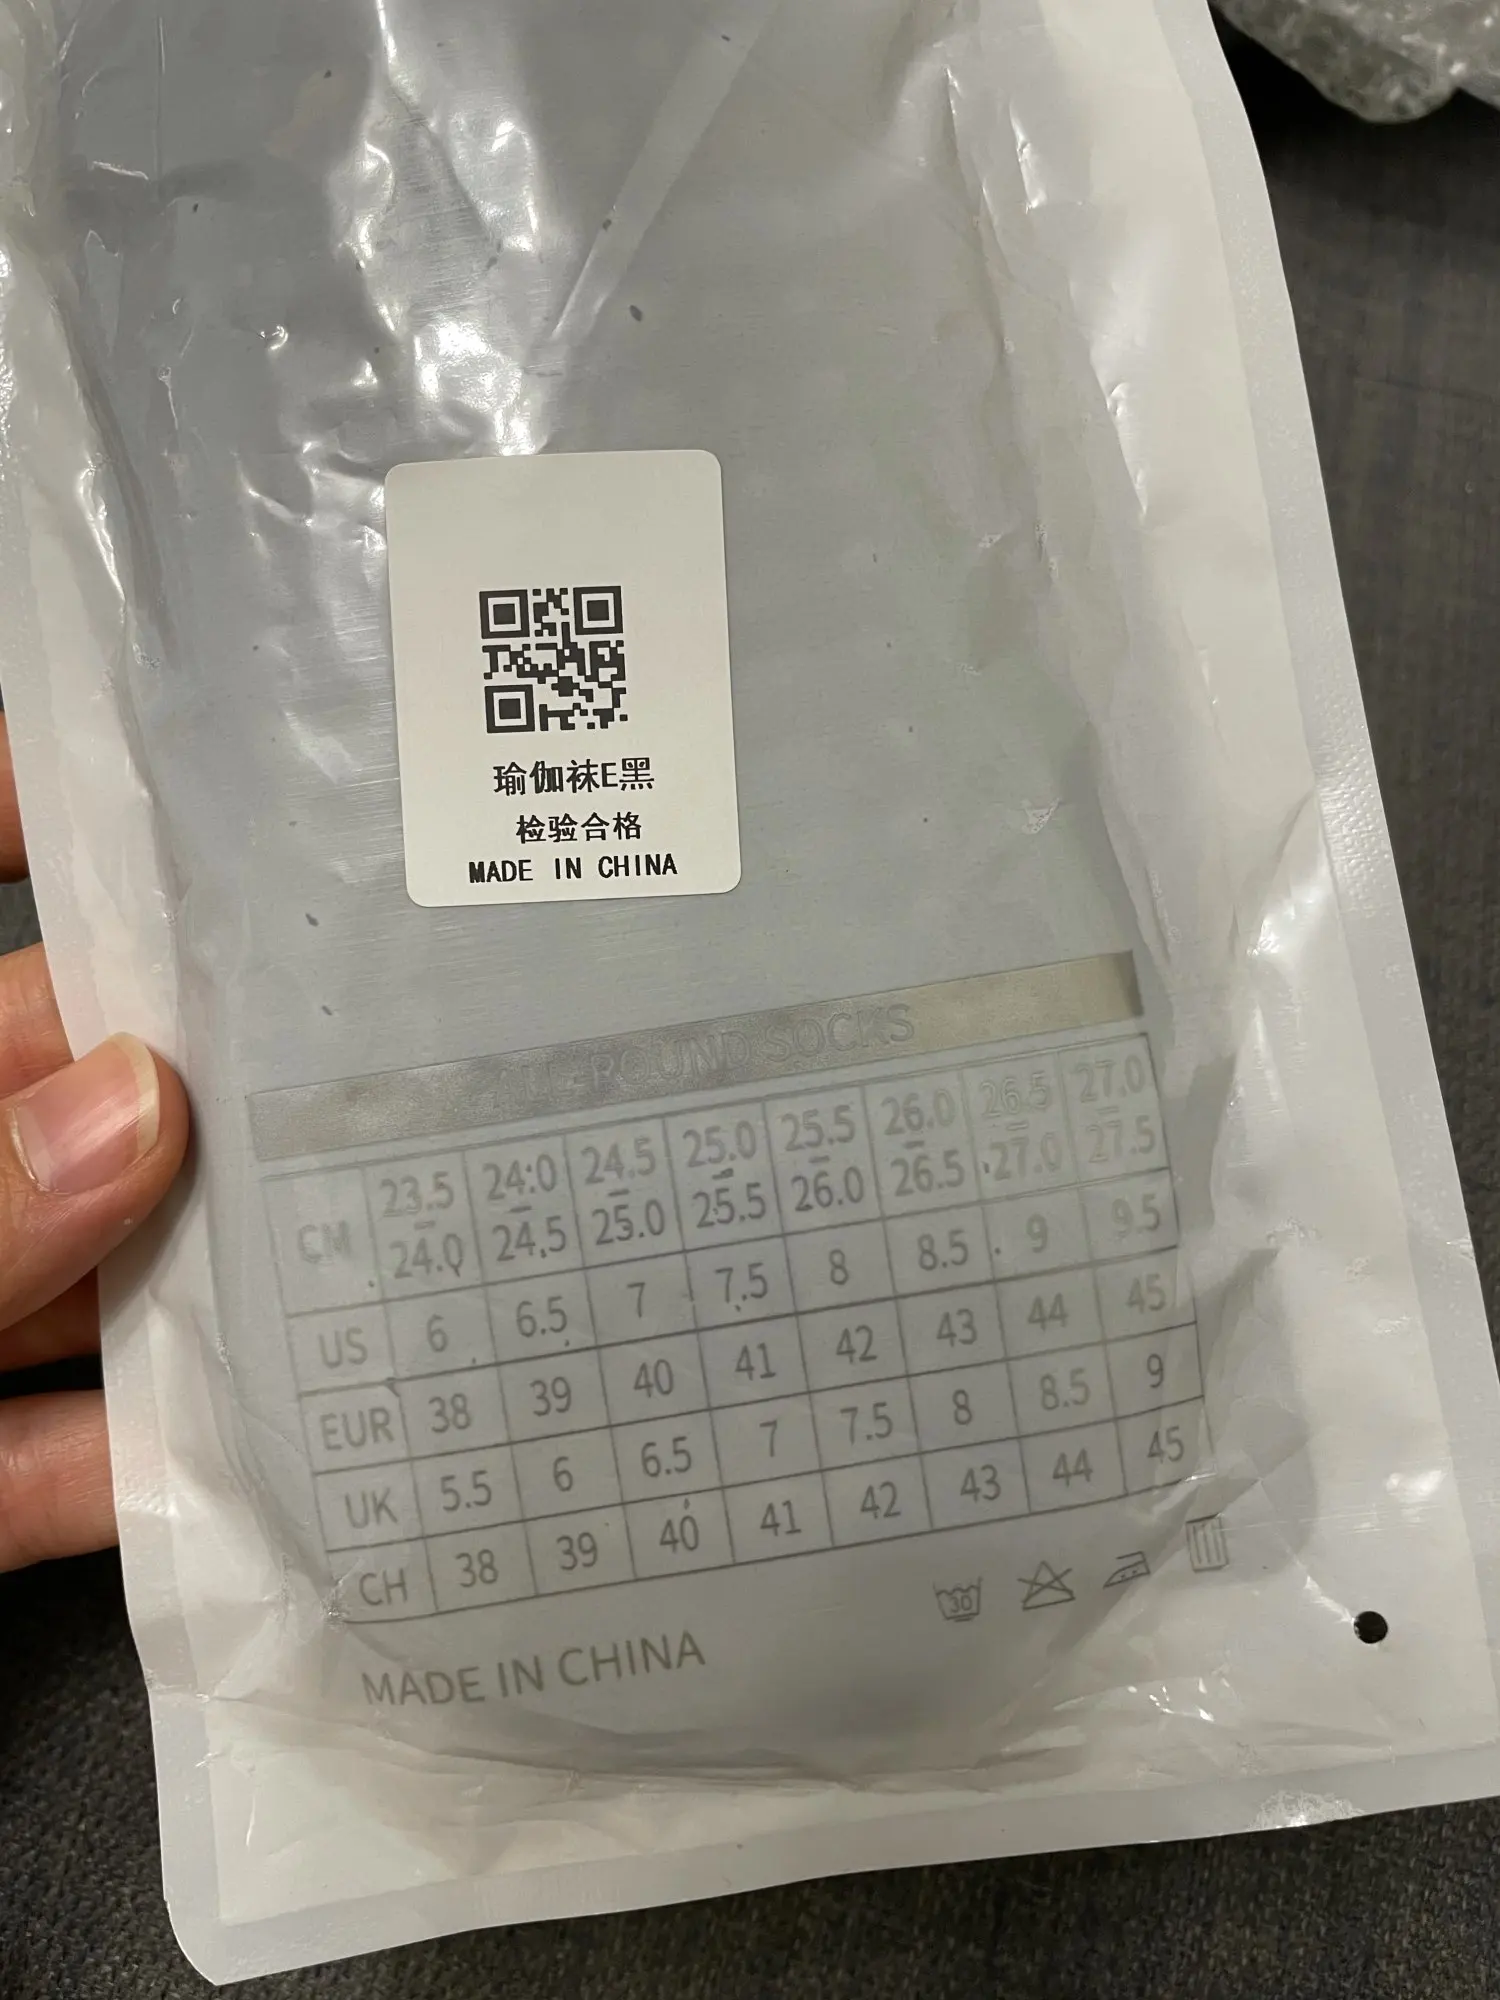 瑜伽袜E黑
检验合格
MADE IN CHINA
ALL-ROUND SOCKS
CM 23.5-24.0 24.0-24.5 24.5-25.0 25.0-25.5 25.5-26.0 26.0-26.5 26.5-27.0 27.0-27.5
US 6 6.5 7 7.5 8 8.5 9 9.5
EUR 38 39 40 41 42 43 44 45
UK 5.5 6 6.5 7 7.5 8 8.5 9
CH 38 39 40 41 42 43 44 45
30
MADE IN CHINA